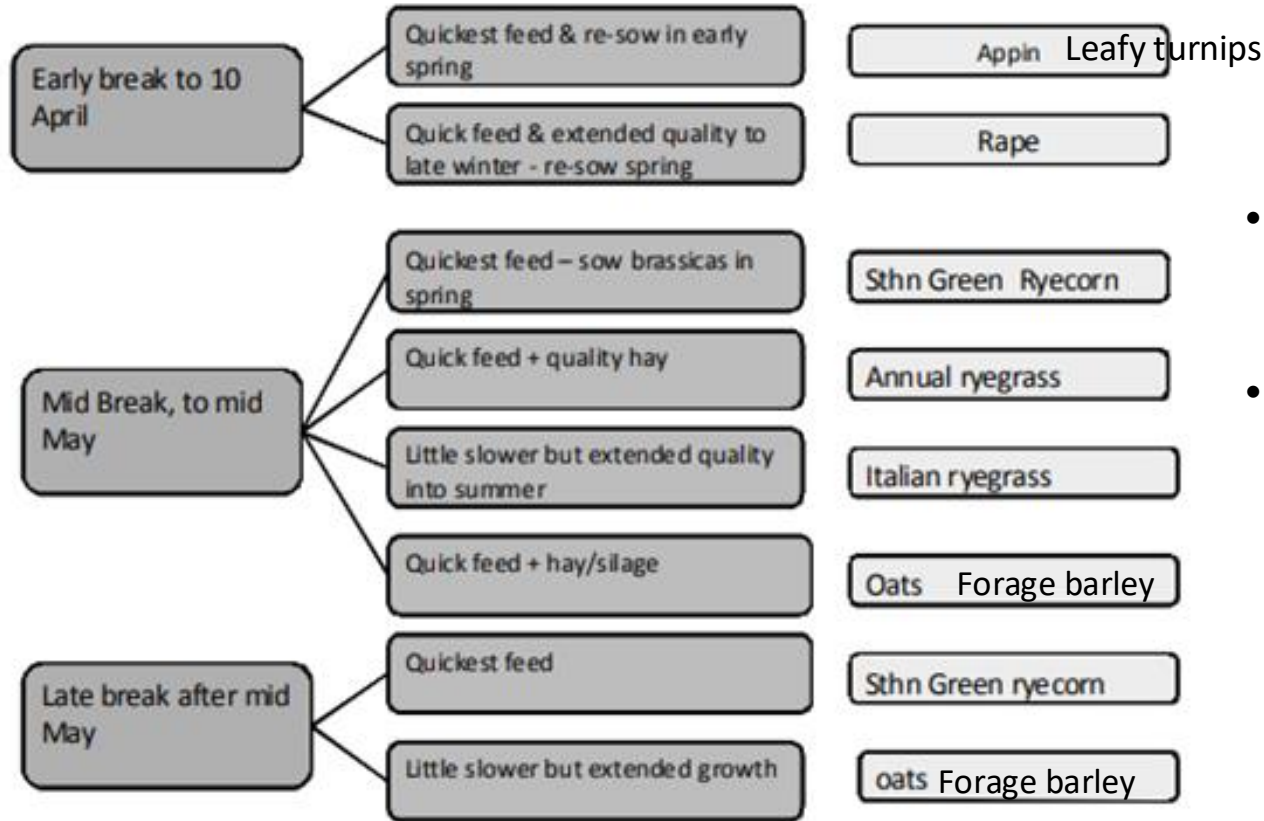 Early break to 10
April
Quickest feed & re-sow in early
spring
Appin Leafy turnips
Quick feed & extended quality to
late winter - re-sow spring
Rape
Mid Break, to mid
May
Quickest feed – sow brassicas in
spring
Sthn Green Ryecorn
Quick feed + quality hay
Annual ryegrass
Little slower but extended quality
into summer
Italian ryegrass
Quick feed + hay/silage
Oats Forage barley
Late break after mid
May
Quickest feed
Sthn Green ryecorn
Little slower but extended growth
oats Forage barley